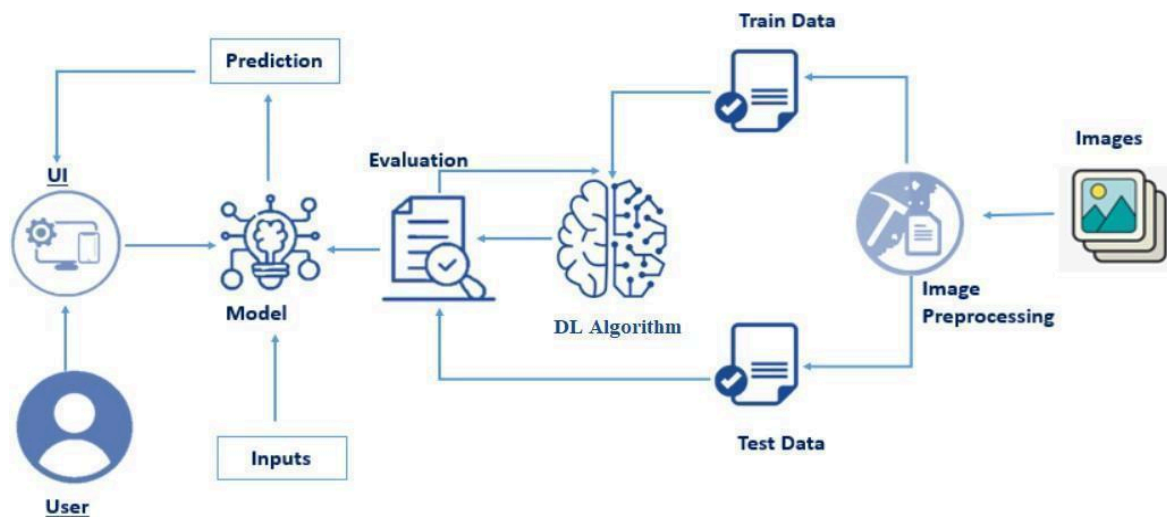 Train Data
Prediction
Images
Evaluation
UI
Model
Image
Preprocessing
DL Algorithm
Inputs
Test Data
User